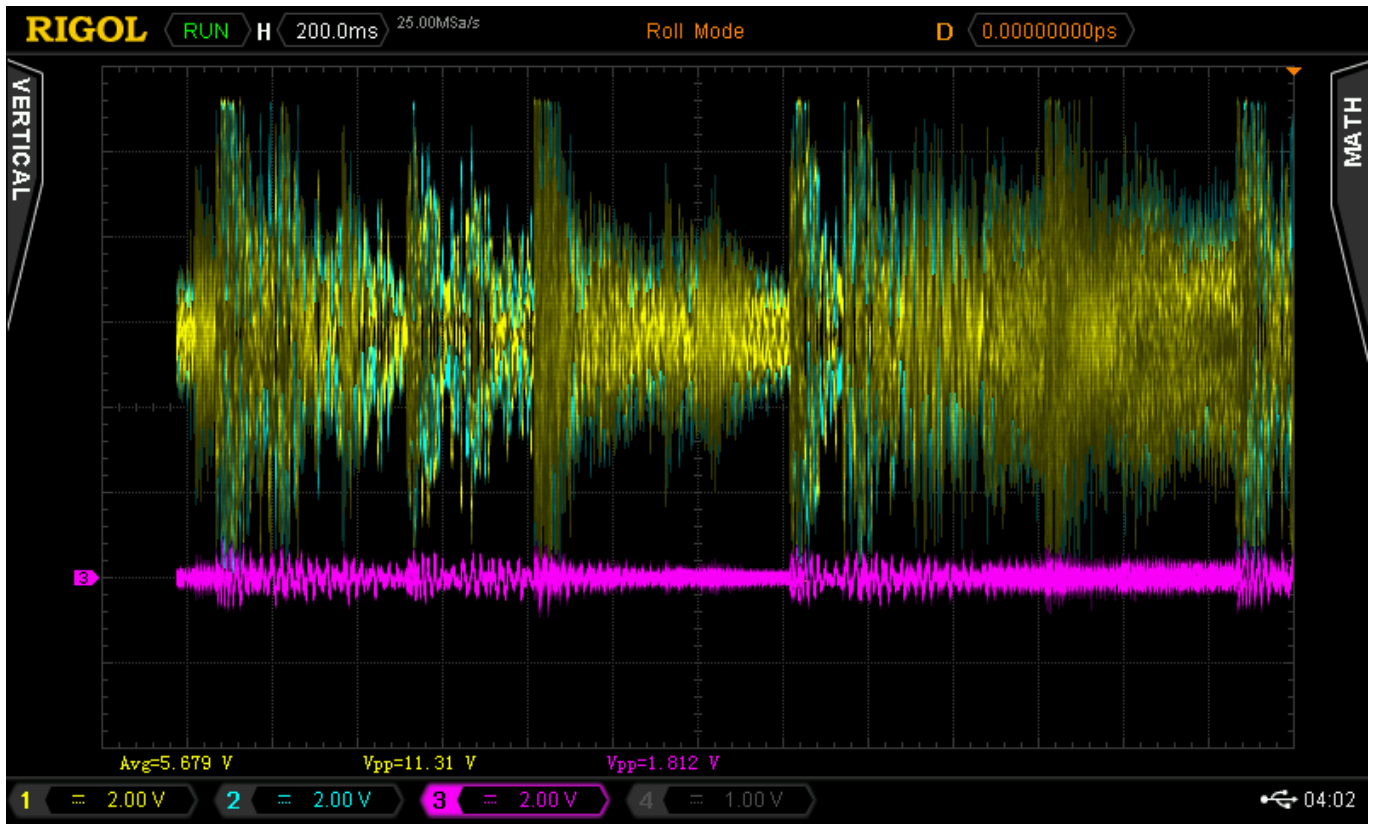 RIGOL RUN H 200.0ms 25.00MSa/s Roll Mode D 0.00000000ps
VERTICAL
MATH
3
Avg=5.679 V Vpp=11.31 V Vpp=1.812 V
1 2.00 V 2 2.00 V 3 2.00 V 4 1.00 V 04:02